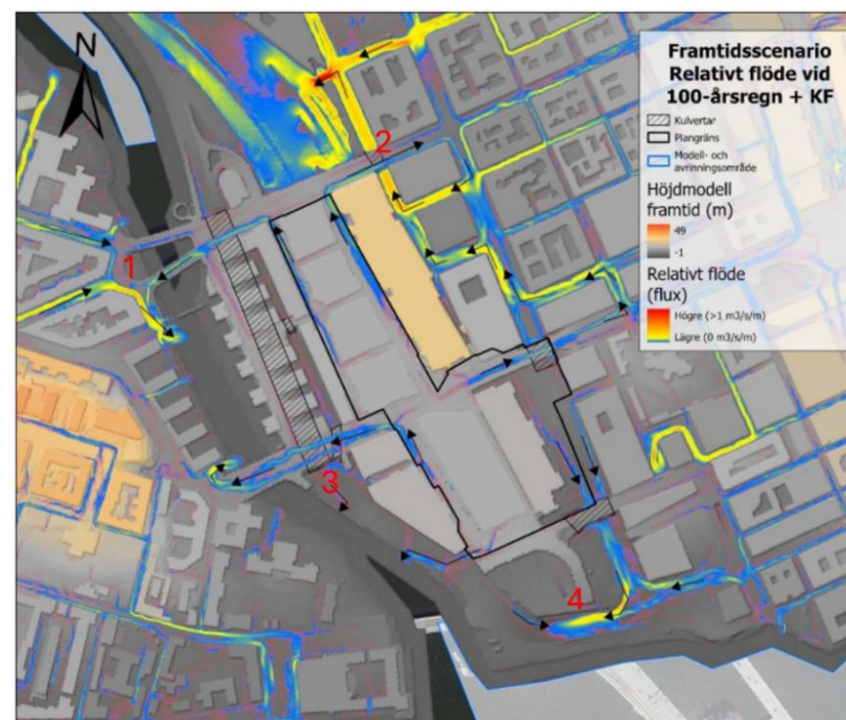 N
Framtidsscenario
Relativt flöde vid
100-årsregn + KF
Kulvertar
Plangräns
Modell- och
avrinningsområde
Höjdmodell
framtid (m)
49
-1
Relativt flöde
(flux)
Högre (>1 m3/s/m)
Lägre (0 m3/s/m)
2
1
3
4